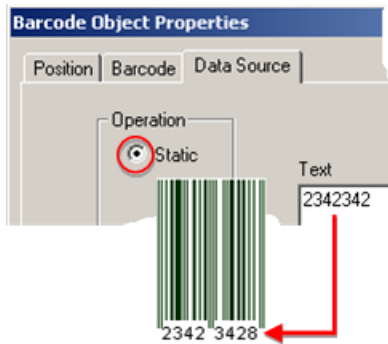 Barcode Object Properties
Position Barcode Data Source
Operation
Static
Text
2342342
2342 3428